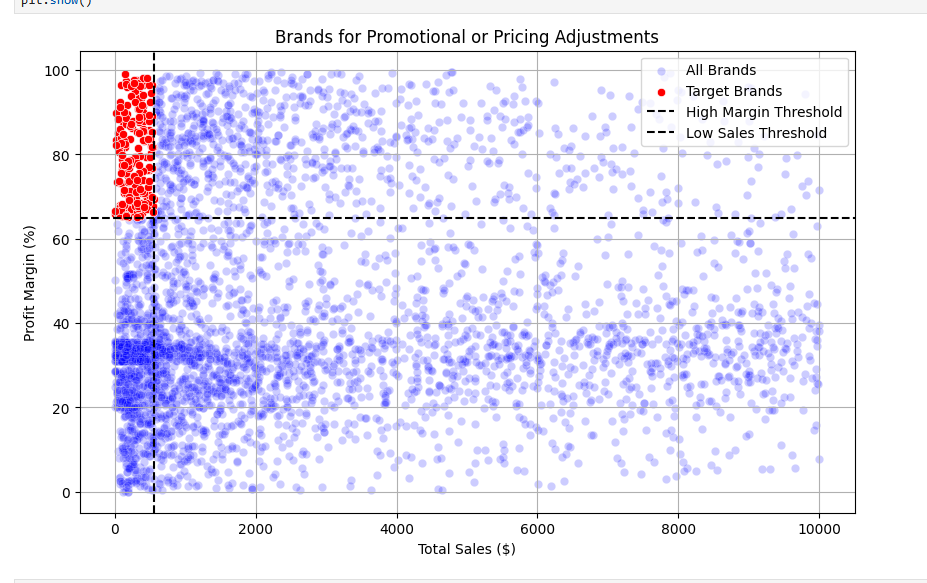 plt.show()
Brands for Promotional or Pricing Adjustments
All Brands
Target Brands
High Margin Threshold
Low Sales Threshold
Profit Margin (%)
100
80
60
40
20
0
0 2000 4000 6000 8000 10000
Total Sales ($)